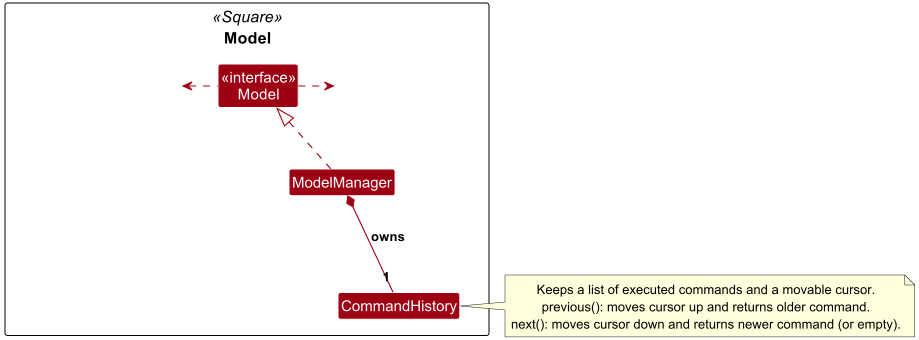 «Square»
Model
«interface»
Model
ModelManager
owns
1
CommandHistory
Keeps a list of executed commands and a movable cursor.
previous(): moves cursor up and returns older command.
next(): moves cursor down and returns newer command (or empty).